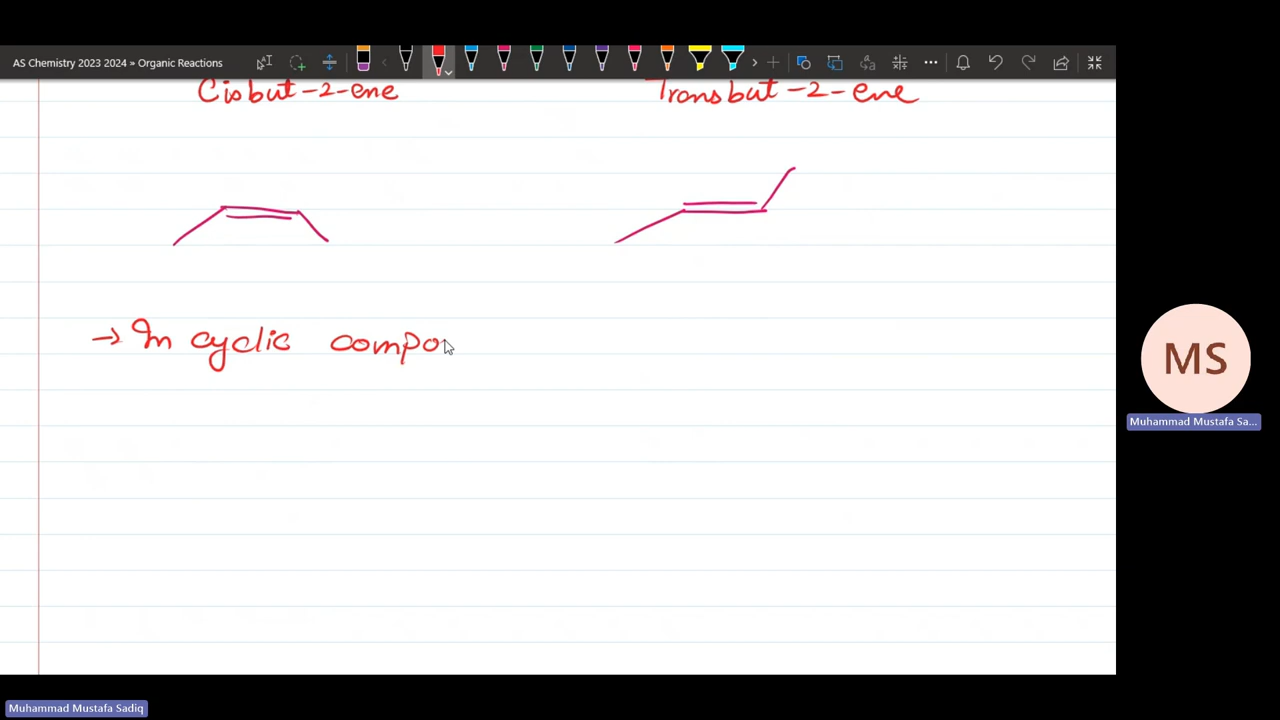 AS Chemistry 2023 2024 » Organic Reactions
Cisbut-2-ene
Transbut-2-ene
→ In cyclic compo
MS
Muhammad Mustafa Sa...
Muhammad Mustafa Sadiq